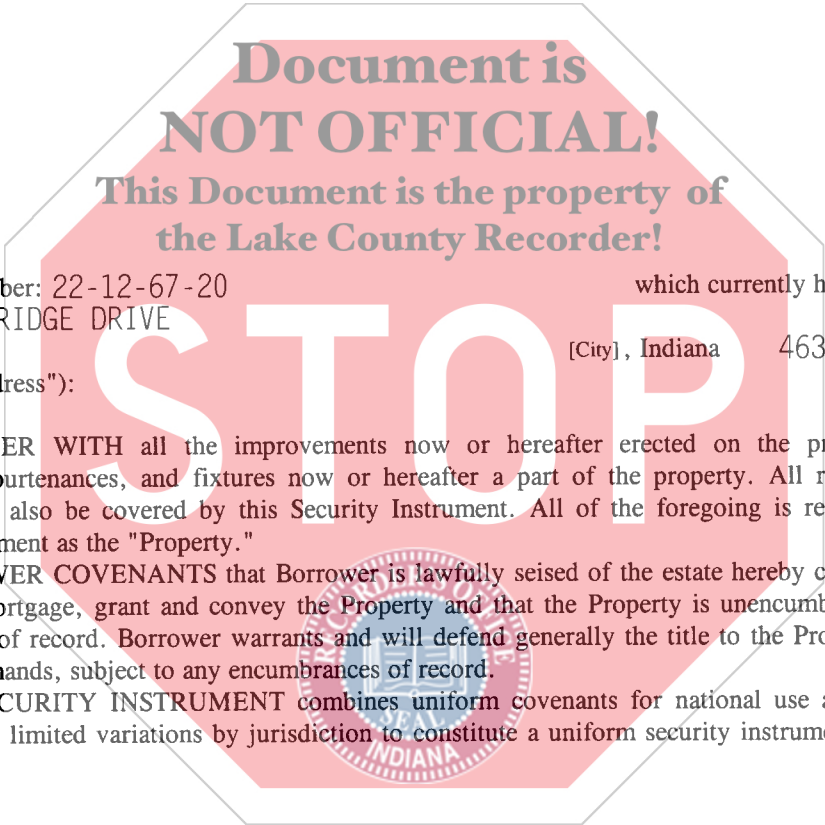 Document is
NOT OFFICIAL!
This Document is the property of
the Lake County Recorder!
ber: 22-12-67-20 which currently h
RIDGE DRIVE
[City], Indiana 463
dress"):
STOP
ER WITH all the improvements now or hereafter erected on the pr
ourtenances, and fixtures now or hereafter a part of the property. All r
also be covered by this Security Instrument. All of the foregoing is re
ment as the "Property."
VER COVENANTS that Borrower is lawfully seised of the estate hereby c
ortgage, grant and convey the Property and that the Property is unencumb
of record. Borrower warrants and will defend generally the title to the Pro
nands, subject to any encumbrances of record.
CURITY INSTRUMENT combines uniform covenants for national use a
limited variations by jurisdiction to constitute a uniform security instrume
RECORDER'S OFFICE
SEAL
INDIANA